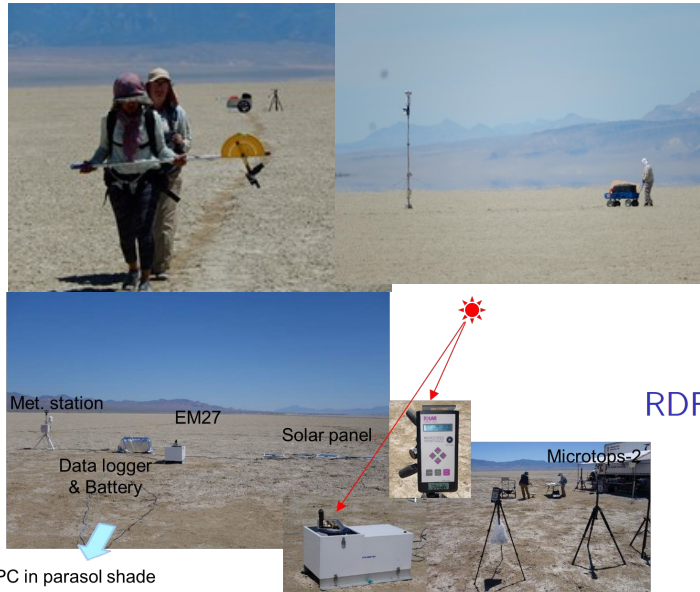 Met. station
EM27
Solar panel
Data logger
& Battery
PC in parasol shade
RDF
Microtops-2